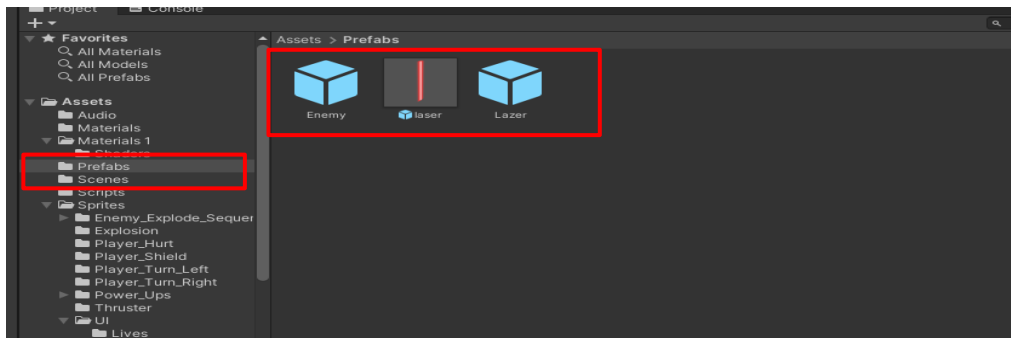 Project Console
Favorites
All Materials
All Models
All Prefabs
Assets
Audio
Materials
Materials 1
Shaders
Prefabs
Scenes
Scripts
Sprites
Enemy_Explode_Sequer
Explosion
Player_Hurt
Player_Shield
Player_Turn_Left
Player_Turn_Right
Power_Ups
Thruster
UI
Lives
Assets > Prefabs
Enemy laser Lazer